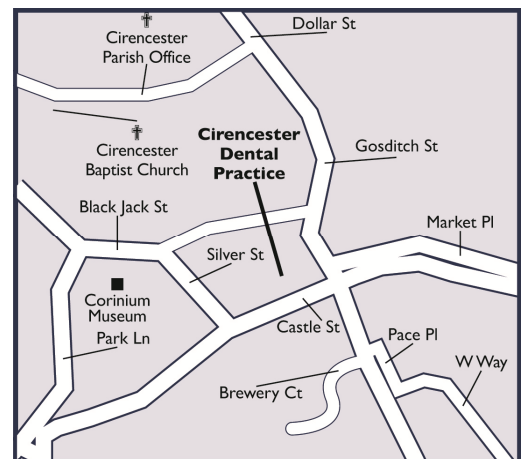 Dollar St
Cirencester
Parish Office
Cirencester
Dental
Practice
Gosditch St
Cirencester
Baptist Church
Black Jack St
Market Pl
Silver St
Corinium
Museum
Park Ln
Castle St
Pace Pl
W Way
Brewery Ct